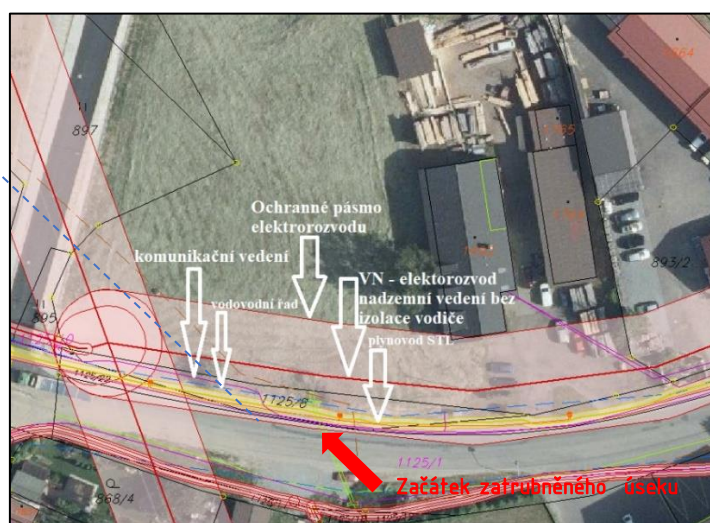 897
Ochranné pásmo
elektrorozvodu
komunikační vedení
vodovodní řad
VN - elektorozvod
nadzemní vedení bez
izolace vodiče
plynovod STL
893/2
895
1125/22
1125/8
1125/1
868/4
Začátek zatrubněného úseku